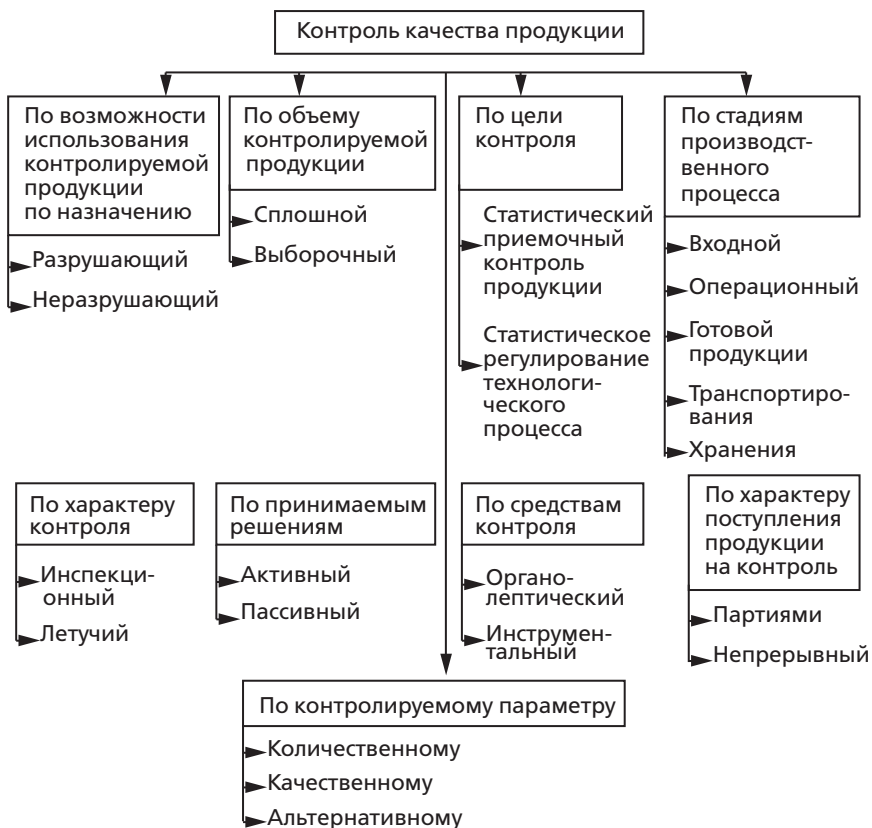 Контроль качества продукции
По возможности
использования
контролируемой
продукции
по назначению
Разрушающий
Неразрушающий
По объему
контролируемой
продукции
Сплошной
Выборочный
По цели
контроля
Статистический
приемочный
контроль
продукции
Статистическое
регулирование
технологи-
ческого
процесса
По стадиям
производст-
венного
процесса
Входной
Операционный
Готовой
продукции
Транспортиро-
вания
Хранения
По характеру
контроля
Инспекци-
онный
Летучий
По принимаемым
решениям
Активный
Пассивный
По средствам
контроля
Органо-
лептический
Инструмен-
тальный
По характеру
поступления
продукции
на контроль
Партиями
Непрерывный
По контролируемому параметру
Количественному
Качественному
Альтернативному